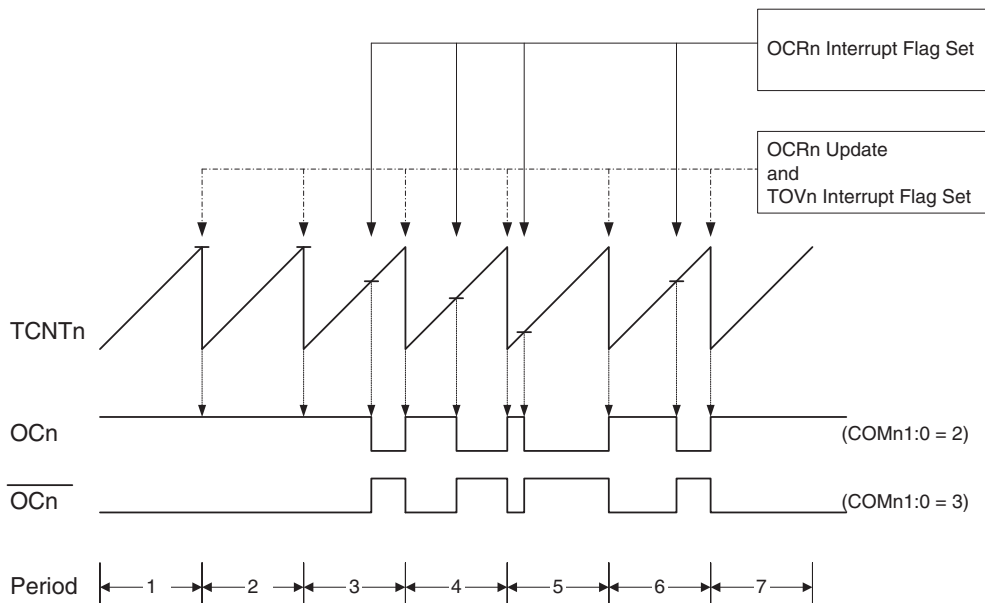 OCRn Interrupt Flag Set
OCRn Update
and
TOVn Interrupt Flag Set
TCNTn
OCn
(COMn1:0 = 2)
OCn
(COMn1:0 = 3)
Period
1
2
3
4
5
6
7